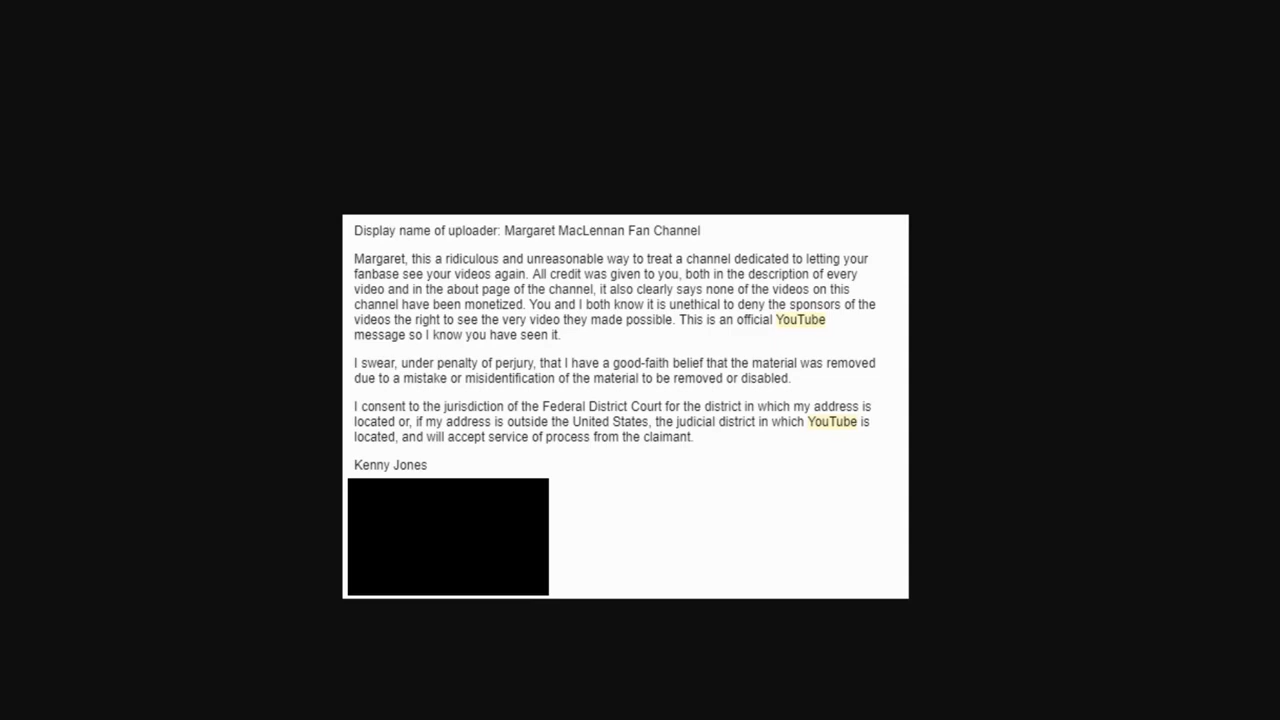 Display name of uploader: Margaret MacLennan Fan Channel
Margaret, this a ridiculous and unreasonable way to treat a channel dedicated to letting your
fanbase see your videos again. All credit was given to you, both in the description of every
video and in the about page of the channel, it also clearly says none of the videos on this
channel have been monetized. You and I both know it is unethical to deny the sponsors of the
videos the right to see the very video they made possible. This is an official YouTube
message so I know you have seen it.
I swear, under penalty of perjury, that I have a good-faith belief that the material was removed
due to a mistake or misidentification of the material to be removed or disabled.
I consent to the jurisdiction of the Federal District Court for the district in which my address is
located or, if my address is outside the United States, the judicial district in which YouTube is
located, and will accept service of process from the claimant.
Kenny Jones